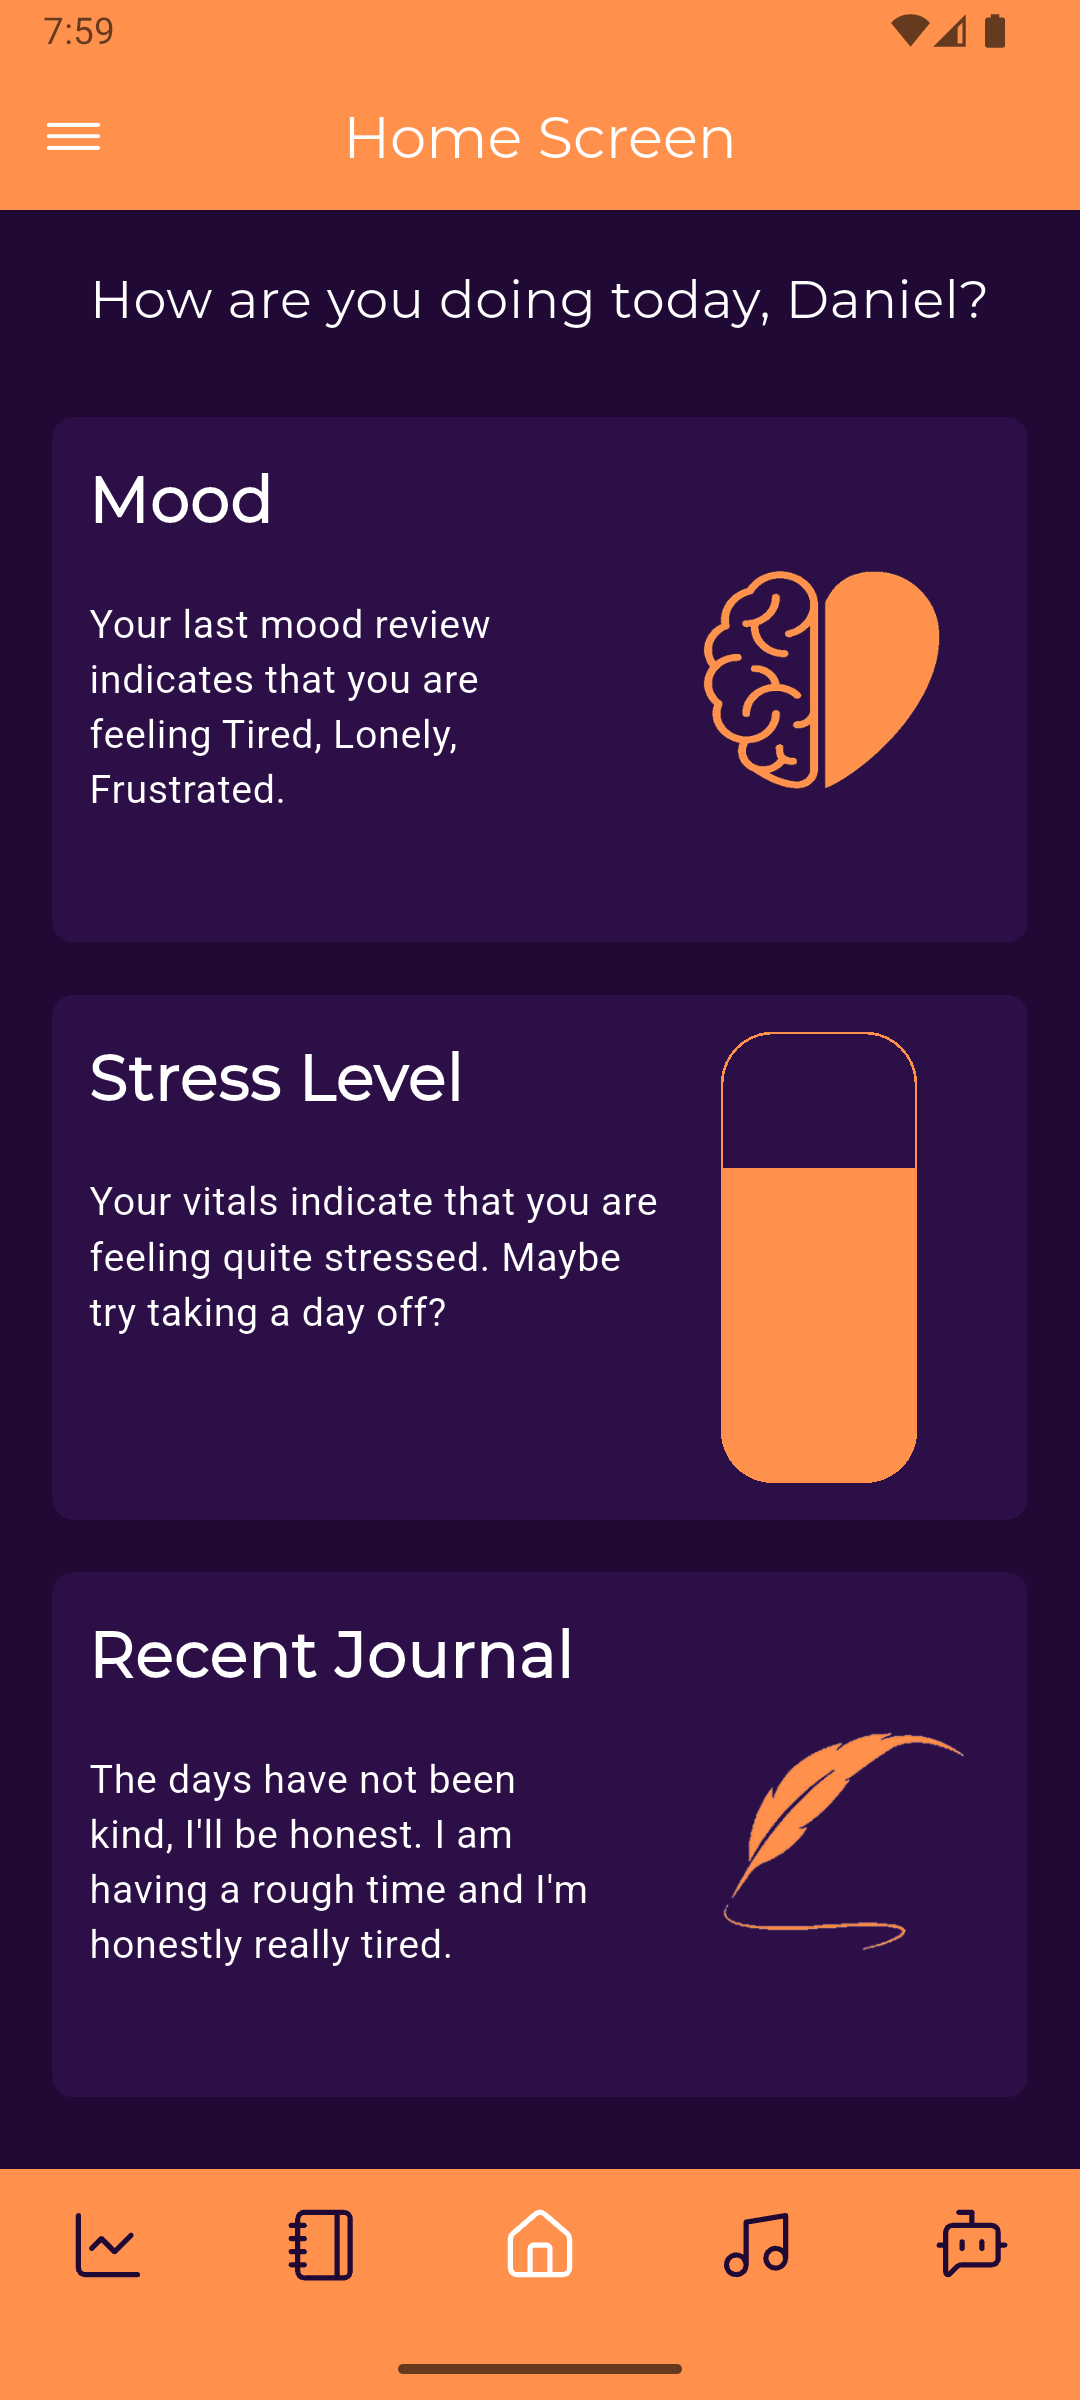 7:59
Home Screen
How are you doing today, Daniel?
Mood
Your last mood review
indicates that you are
feeling Tired, Lonely,
Frustrated.
Stress Level
Your vitals indicate that you are
feeling quite stressed. Maybe
try taking a day off?
Recent Journal
The days have not been
kind, I'll be honest. I am
having a rough time and I'm
honestly really tired.